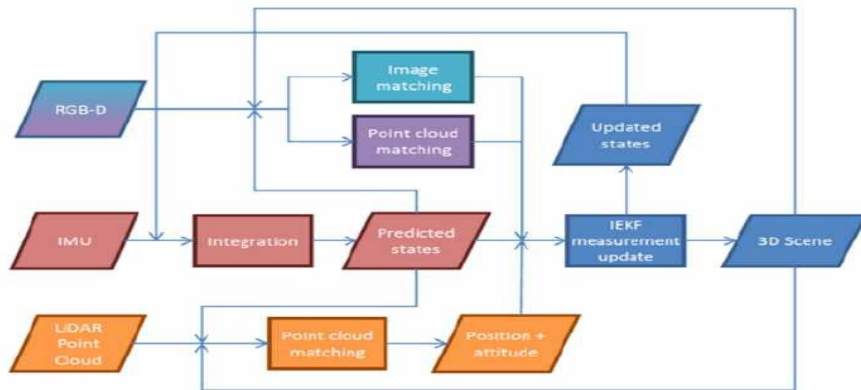 Image
matching
RGB-D
Point cloud
matching
Updated
states
IMU
Integration
Predicted
states
IEKF
measurement
update
3D Scene
LiDAR
Point
Cloud
Point cloud
matching
Position +
attitude